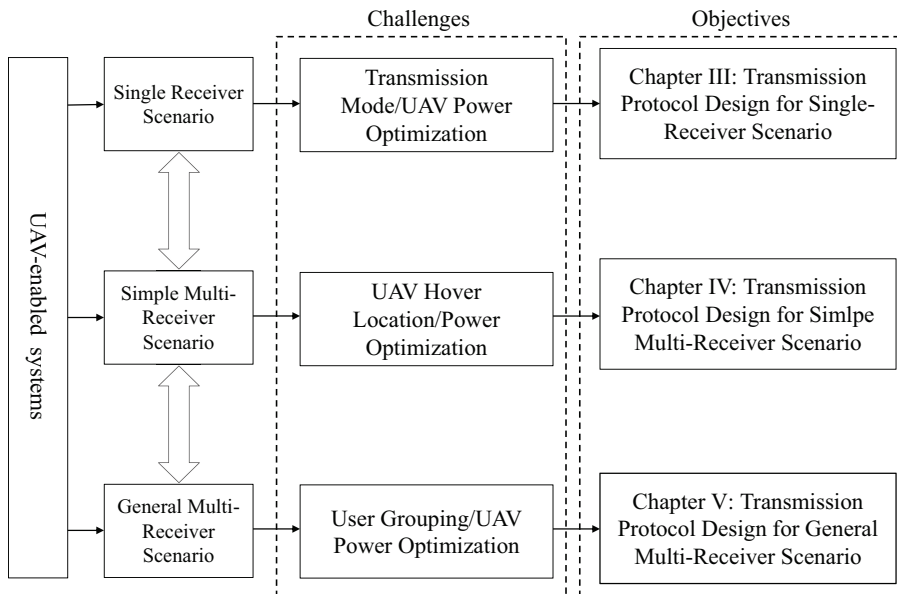 Challenges
Objectives
UAV-enabled systems
Single Receiver
Scenario
Transmission
Mode/UAV Power
Optimization
Chapter III: Transmission
Protocol Design for Single-
Receiver Scenario
Simple Multi-
Receiver
Scenario
UAV Hover
Location/Power
Optimization
Chapter IV: Transmission
Protocol Design for Simlpe
Multi-Receiver Scenario
General Multi-
Receiver
Scenario
User Grouping/UAV
Power Optimization
Chapter V: Transmission
Protocol Design for General
Multi-Receiver Scenario